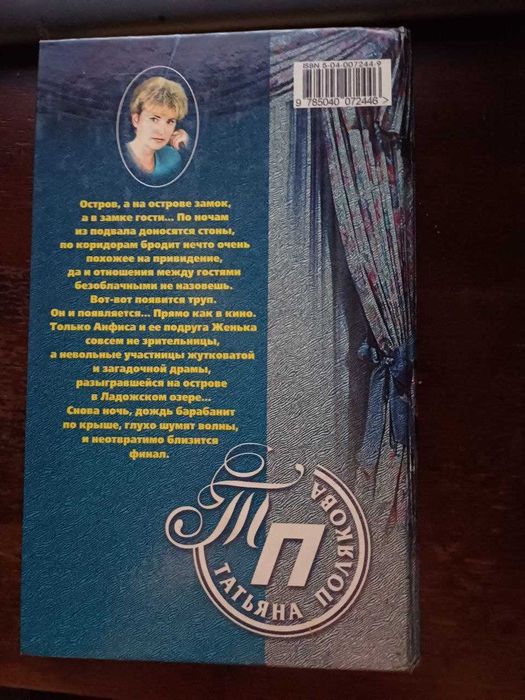 ISBN 5-04-007244-9
9 785040 072446 >
Остров, а на острове замок,
а в замке гости... По ночам
из подвала доносятся стоны,
по коридорам бродит нечто очень
похожее на привидение,
да и отношения между гостями
безоблачными не назовешь.
Вот-вот появится труп.
Он и появляется... Прямо как в кино.
Только Анфиса и ее подруга Женька
совсем не зрительницы,
а невольные участницы жутковатой
и загадочной драмы,
разыгравшейся на острове
в Ладожском озере...
Снова ночь, дождь барабанит
по крыше, глухо шумят волны,
и неотвратимо близится
финал.
ТП
ТАТЬЯНА ПОЛЯКОВА